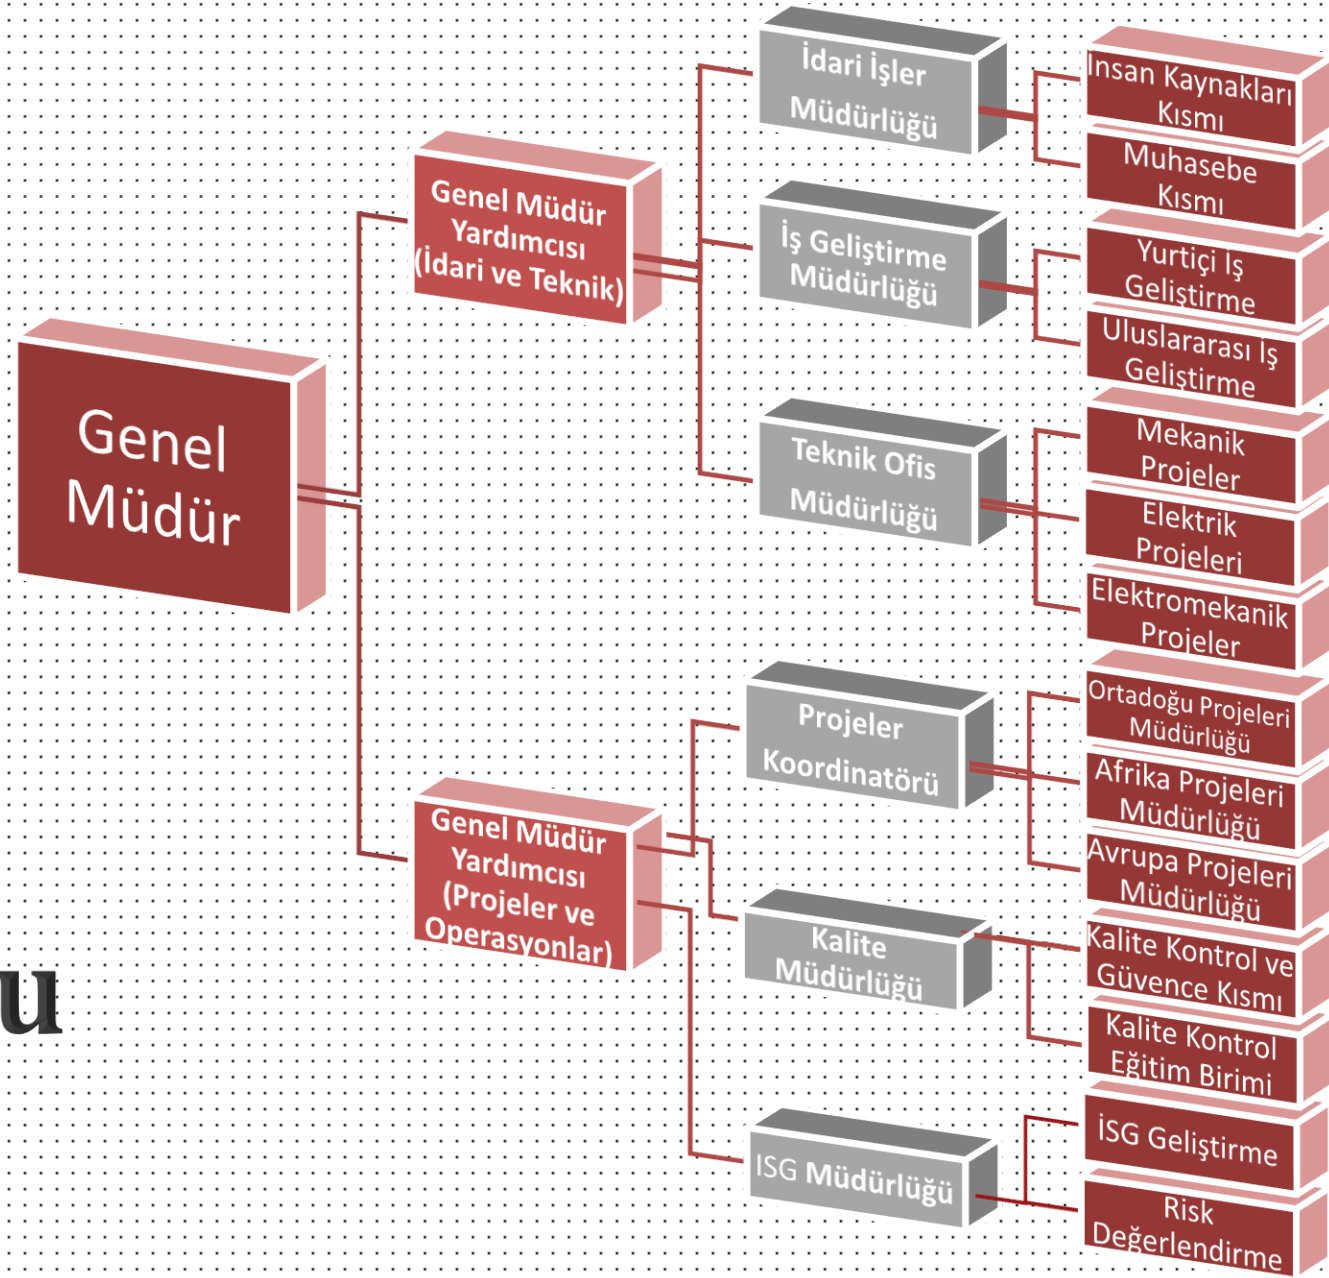 Genel
Müdür
Genel Müdür
Yardımcısı
(İdari ve Teknik)
İdari İşler
Müdürlüğü
İnsan Kaynakları
Kısmı
Muhasebe
Kısmı
İş Geliştirme
Müdürlüğü
Yurtiçi İş
Geliştirme
Uluslararası İş
Geliştirme
Teknik Ofis
Müdürlüğü
Mekanik
Projeler
Elektrik
Projeleri
Elektromekanik
Projeler
Genel Müdür
Yardımcısı
(Projeler ve
Operasyonlar)
Projeler
Koordinatörü
Ortadoğu Projeleri
Müdürlüğü
Afrika Projeleri
Müdürlüğü
Avrupa Projeleri
Müdürlüğü
Kalite
Müdürlüğü
Kalite Kontrol ve
Güvence Kısmı
Kalite Kontrol
Eğitim Birimi
ISG Müdürlüğü
İSG Geliştirme
Risk
Değerlendirme
u